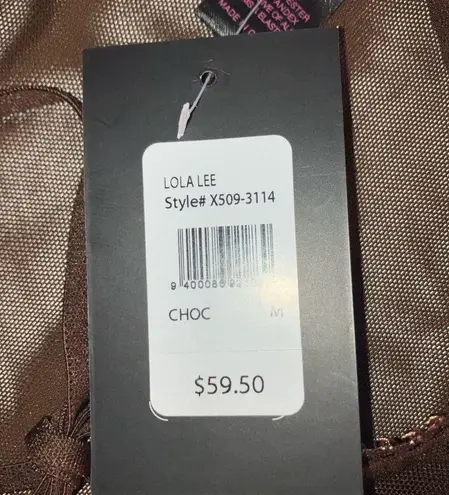 LOLA LEE
Style# X509-3114
CHOC M
$59.50